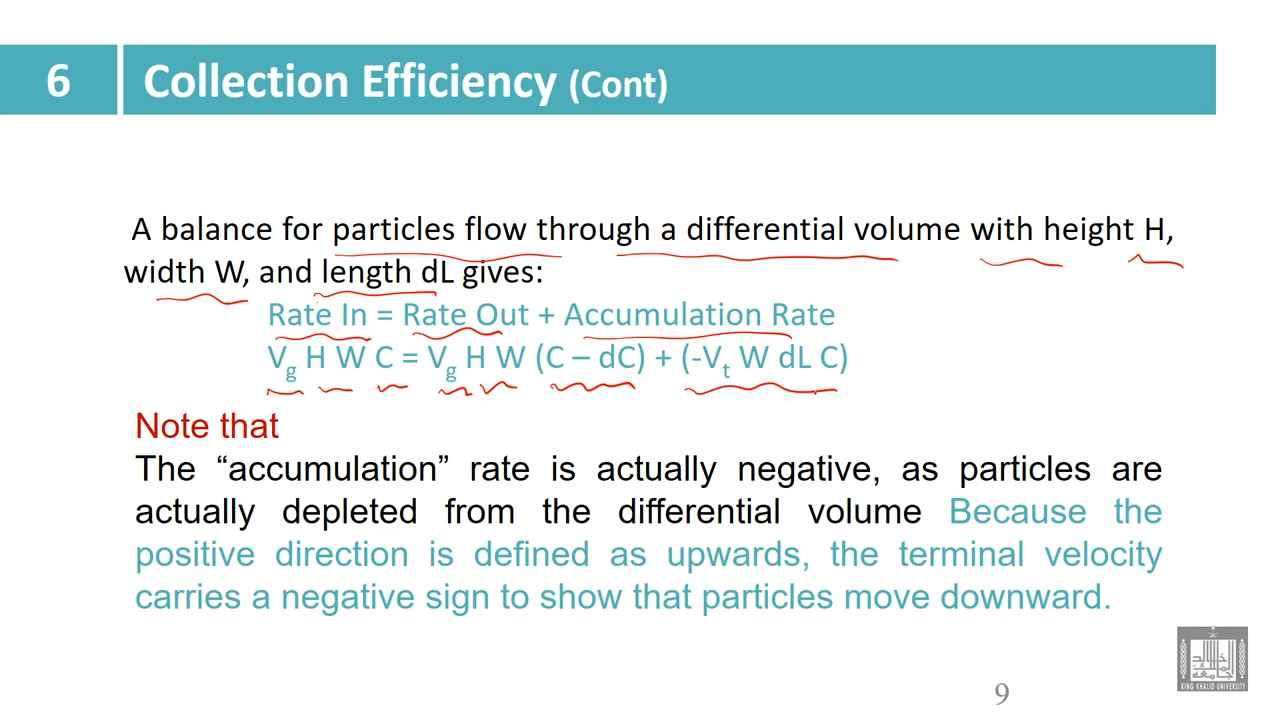 6
Collection Efficiency (Cont)
A balance for particles flow through a differential volume with height H,
width W, and length dL gives:
Rate In = Rate Out + Accumulation Rate
Vg H W C = Vg H W (C – dC) + (-Vt W dL C)
Note that
The “accumulation” rate is actually negative, as particles are
actually depleted from the differential volume Because the
positive direction is defined as upwards, the terminal velocity
carries a negative sign to show that particles move downward.
KING KHALID UNIVERSITY
9